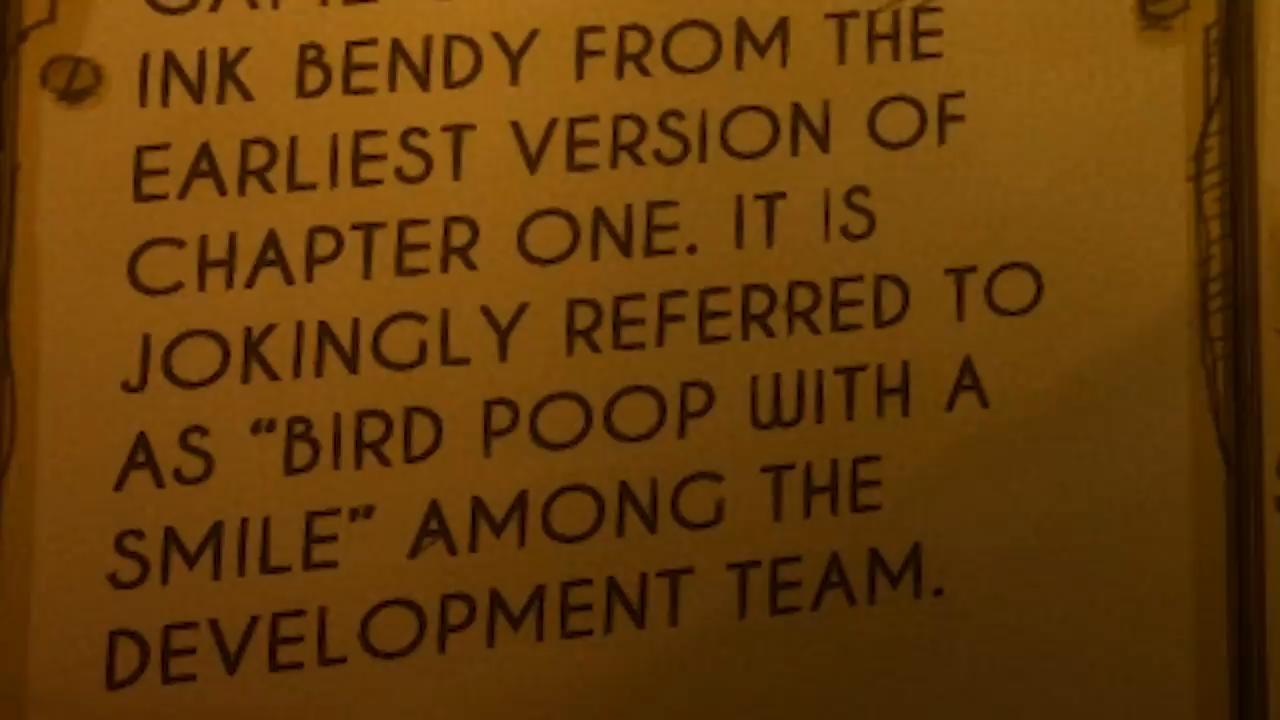 INK BENDY FROM THE
EARLIEST VERSION OF
CHAPTER ONE. IT IS
JOKINGLY REFERRED TO
AS “BIRD POOP WITH A
SMILE” AMONG THE
DEVELOPMENT TEAM.